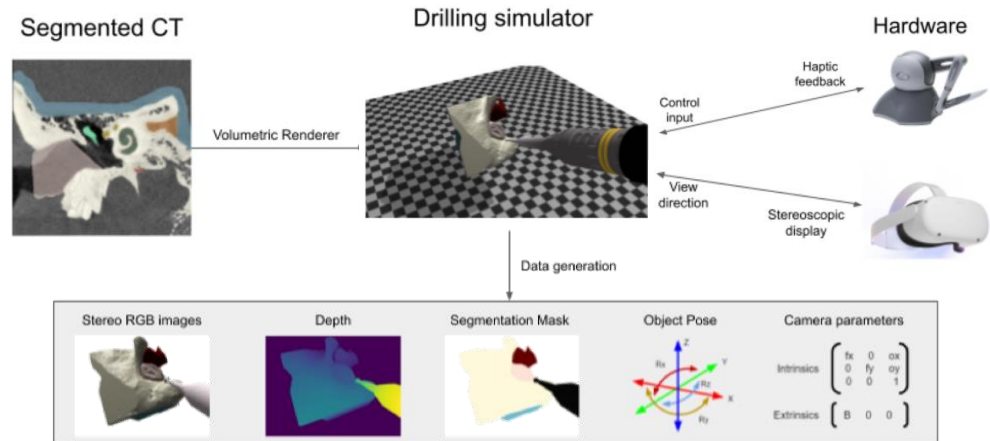 Segmented CT
Drilling simulator
Hardware
Volumetric Renderer
Haptic
feedback
Control
input
View
direction
Stereoscopic
display
Data generation
Stereo RGB images
Depth
Segmentation Mask
Object Pose
Camera parameters
Z
Y
X
Rx
Rz
Ry
Intrinsics
fx 0 ox
0 fy oy
0 0 1
Extrinsics
B 0 0